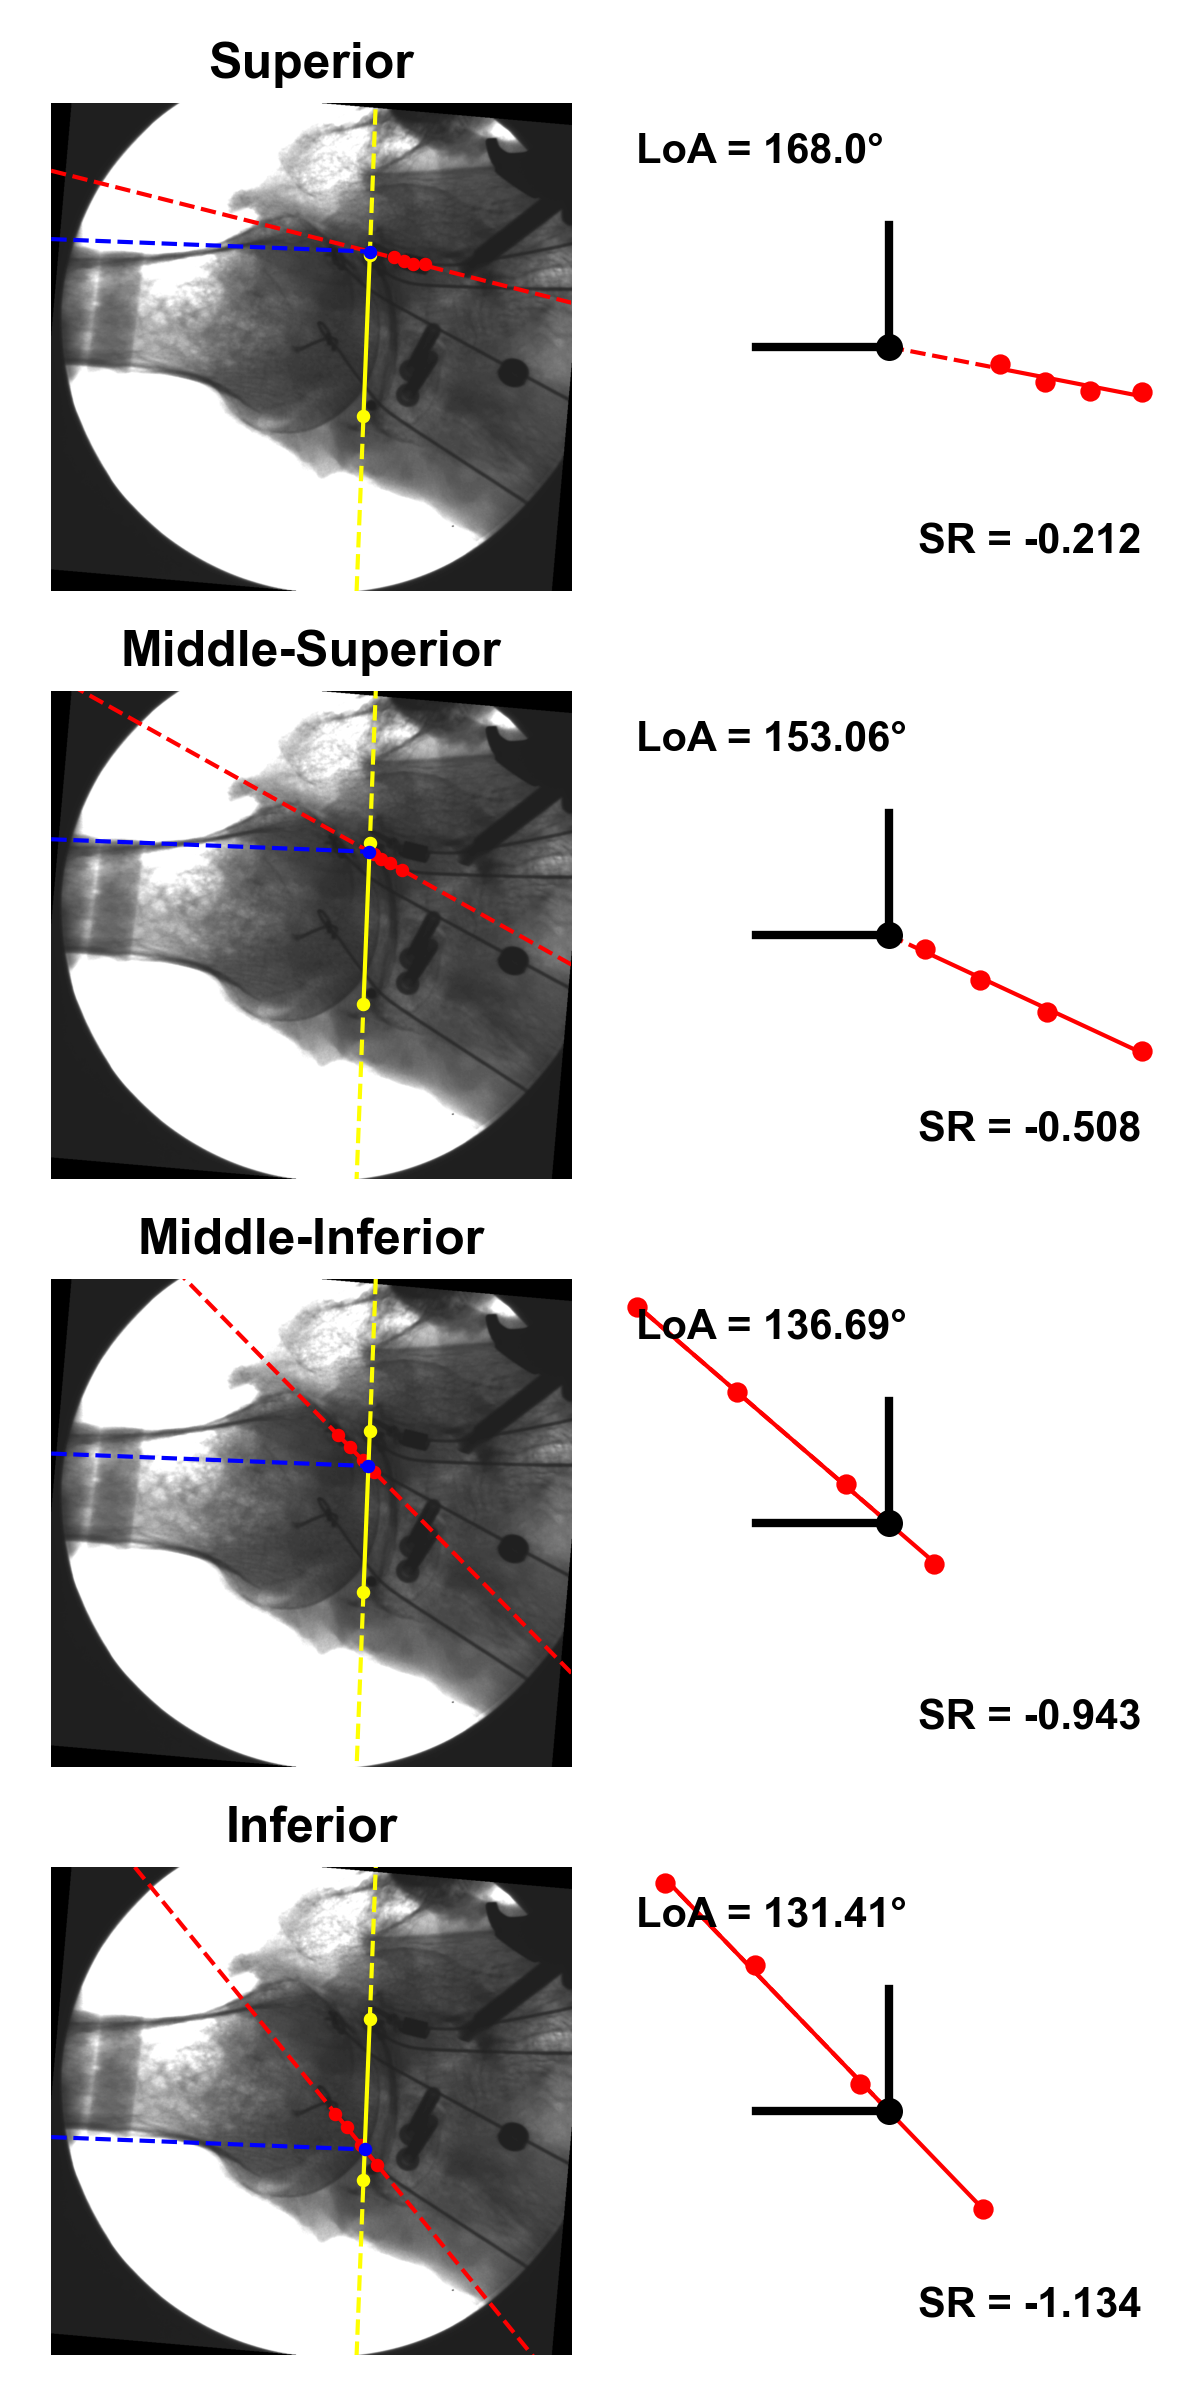 Superior
LoA = 168.0°
SR = -0.212
Middle-Superior
LoA = 153.06°
SR = -0.508
Middle-Inferior
LoA = 136.69°
SR = -0.943
Inferior
LoA = 131.41°
SR = -1.134